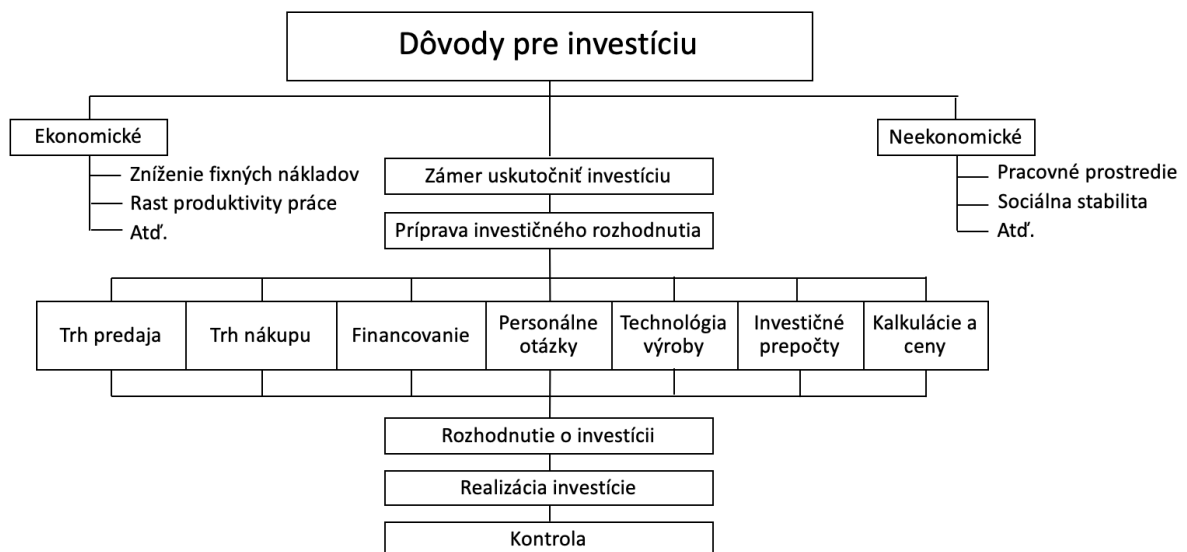 Dôvody pre investíciu
Ekonomické
Zníženie fixných nákladov
Rast produktivity práce
Atď.
Neekonomické
Pracovné prostredie
Sociálna stabilita
Atď.
Zámer uskutočniť investíciu
Príprava investičného rozhodnutia
Trh predaja
Trh nákupu
Financovanie
Personálne
otázky
Technológia
výroby
Investičné
prepočty
Kalkulácie a
ceny
Rozhodnutie o investícii
Realizácia investície
Kontrola